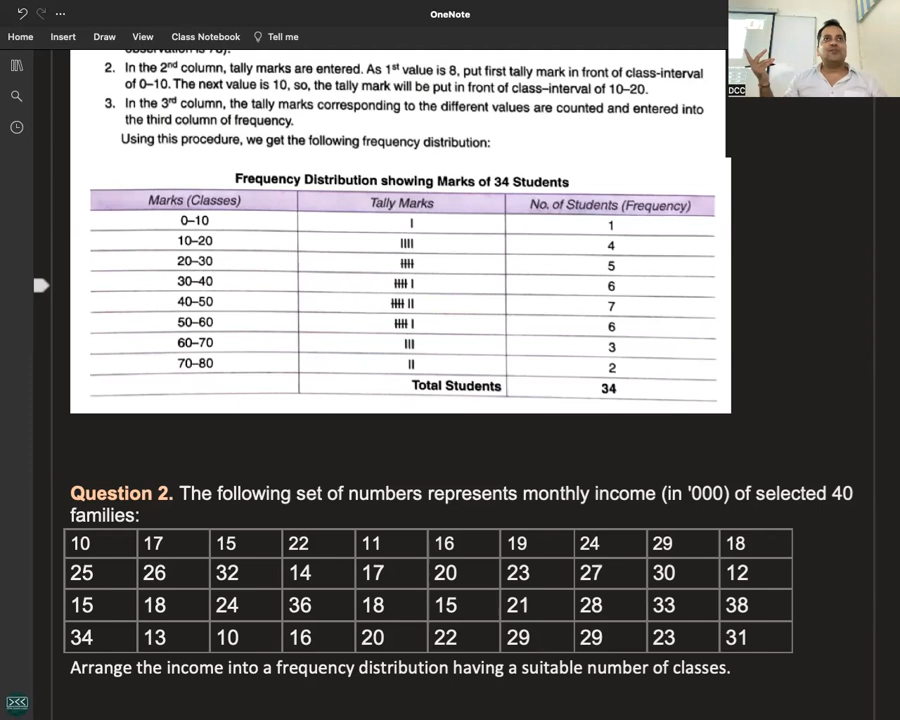 OneNote
Home Insert Draw View Class Notebook Tell me
DCC
observation is 78).
2. In the 2nd column, tally marks are entered. As 1st value is 8, put first tally mark in front of class-interval
of 0–10. The next value is 10, so, the tally mark will be put in front of class–interval of 10–20.
3. In the 3rd column, the tally marks corresponding to the different values are counted and entered into
the third column of frequency.
Using this procedure, we get the following frequency distribution:
Frequency Distribution showing Marks of 34 Students
Marks (Classes) Tally Marks No. of Students (Frequency)
0–10 I 1
10–20 IIII 4
20–30 𝍸 5
30–40 𝍸 I 6
40–50 𝍸 II 7
50–60 𝍸 I 6
60–70 III 3
70–80 II 2
Total Students 34
Question 2. The following set of numbers represents monthly income (in '000) of selected 40
families:
10 17 15 22 11 16 19 24 29 18
25 26 32 14 17 20 23 27 30 12
15 18 24 36 18 15 21 28 33 38
34 13 10 16 20 22 29 29 23 31
Arrange the income into a frequency distribution having a suitable number of classes.